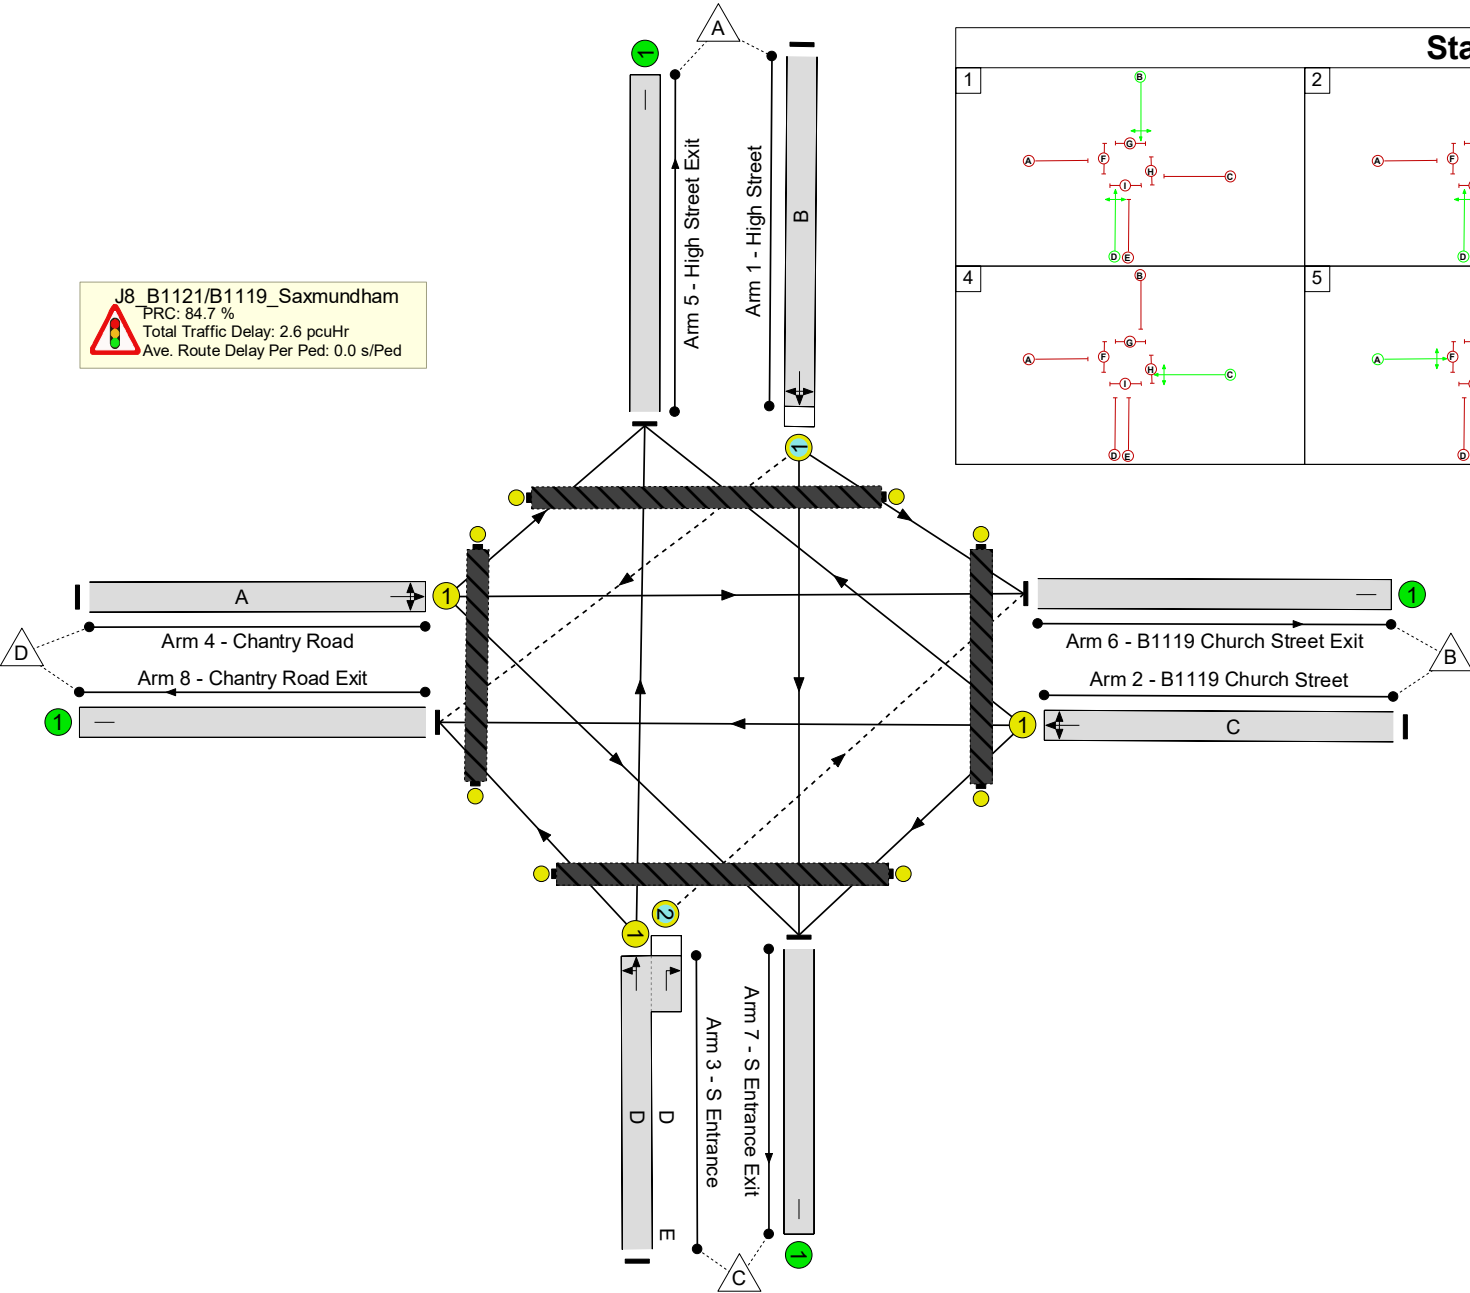 A
1
Sta
1
B
G
A
F
H
C
I
D
E
2
A
F
D
4
B
G
A
F
H
C
I
D
E
5
A
F
D
J8_B1121/B1119_Saxmundham
PRC: 84.7 %
Total Traffic Delay: 2.6 pcuHr
Ave. Route Delay Per Ped: 0.0 s/Ped
Arm 5 - High Street Exit
Arm 1 - High Street
B
1
A
1
Arm 4 - Chantry Road
D
Arm 8 - Chantry Road Exit
1
1
Arm 6 - B1119 Church Street Exit
B
Arm 2 - B1119 Church Street
1
C
2
1
D
D
E
Arm 3 - S Entrance
Arm 7 - S Entrance Exit
1
C